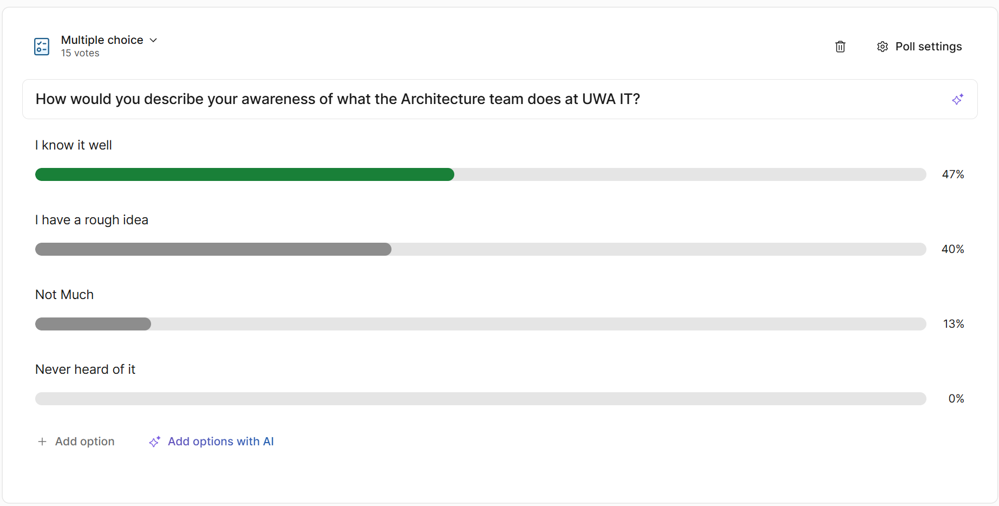 Multiple choice
15 votes
Poll settings
How would you describe your awareness of what the Architecture team does at UWA IT?
I know it well
47%
I have a rough idea
40%
Not Much
13%
Never heard of it
0%
Add option
Add options with AI